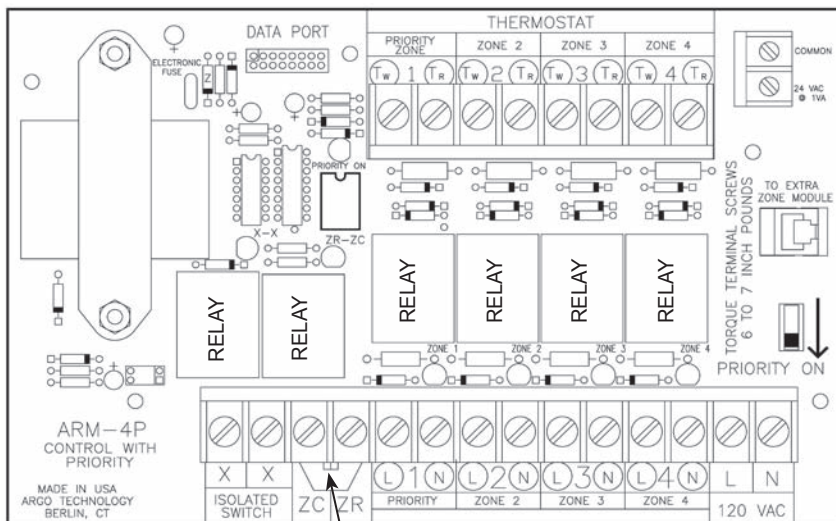 DATA PORT
ELECTRONIC
FUSE
Z
THERMOSTAT
PRIORITY
ZONE
ZONE 2
ZONE 3
ZONE 4
TW 1 TR
TW 2 TR
TW 3 TR
TW 4 TR
COMMON
24 VAC
@ 1VA
PRIORITY ON
X-X
ZR-ZC
TO EXTRA
ZONE MODULE
TORQUE TERMINAL SCREWS
6 TO 7 INCH POUNDS
RELAY
RELAY
RELAY
RELAY
RELAY
RELAY
ZONE 1
ZONE 2
ZONE 3
ZONE 4
PRIORITY ON
ARM-4P
CONTROL WITH
PRIORITY
MADE IN USA
ARGO TECHNOLOGY
BERLIN, CT
X X
ISOLATED
SWITCH
ZC ZR
L 1 N
PRIORITY
L 2 N
ZONE 2
L 3 N
ZONE 3
L 4 N
ZONE 4
L N
120 VAC